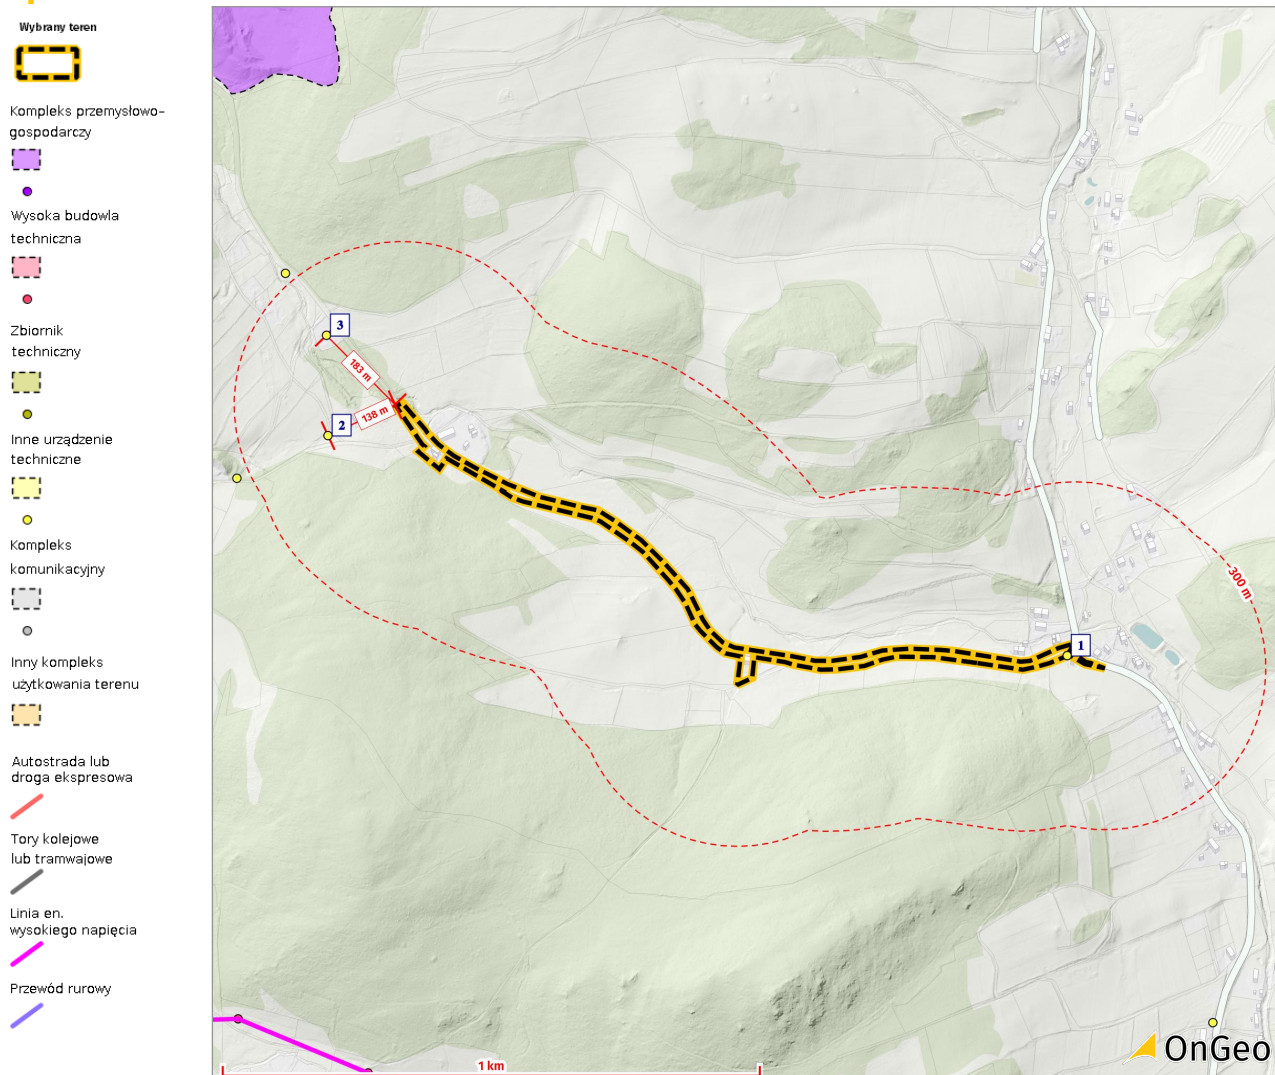 Wybrany teren
Kompleks przemysłowo-
gospodarczy
Wysoka budowla
techniczna
Zbiornik
techniczny
Inne urządzenie
techniczne
Kompleks
komunikacyjny
Inny kompleks
użytkowania terenu
Autostrada lub
droga ekspresowa
Tory kolejowe
lub tramwajowe
Linia en.
wysokiego napięcia
Przewód rurowy
3
183 m
2
138 m
300 m
1
1 km
OnGeo